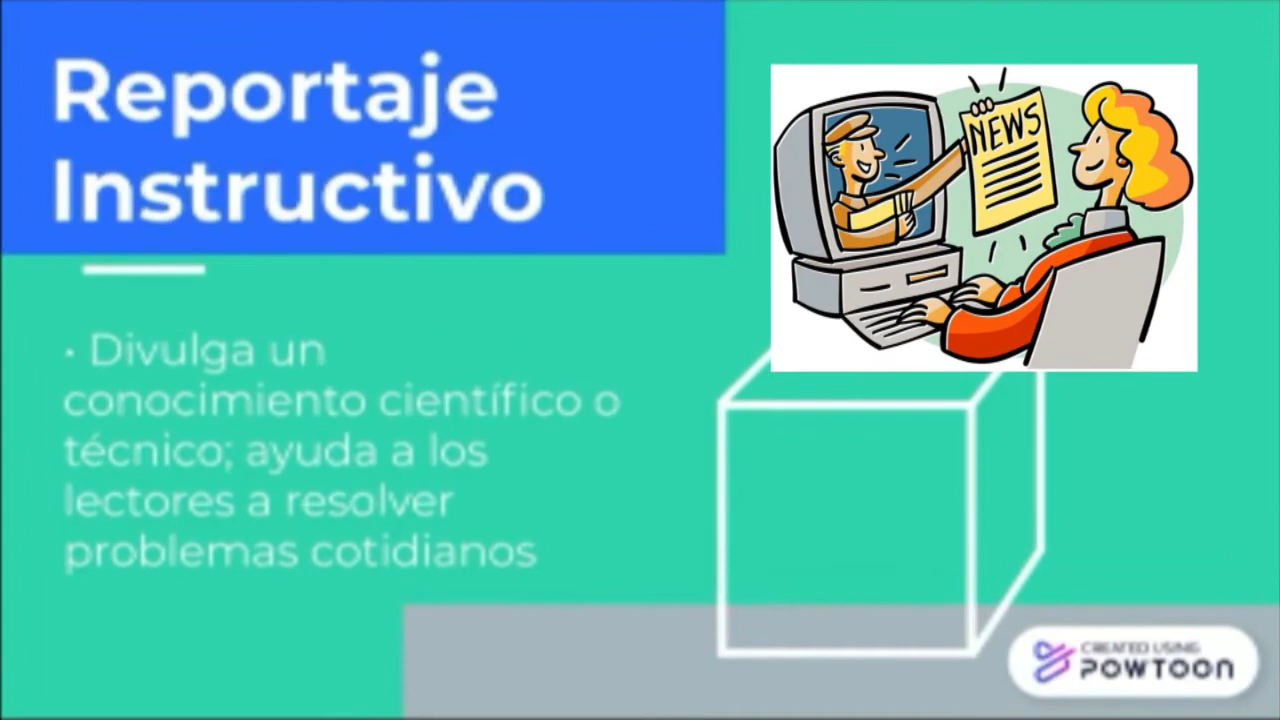 Reportaje
Instructivo
• Divulga un
conocimiento científico o
técnico; ayuda a los
lectores a resolver
problemas cotidianos
NEWS
CREATED USING
POWTOON